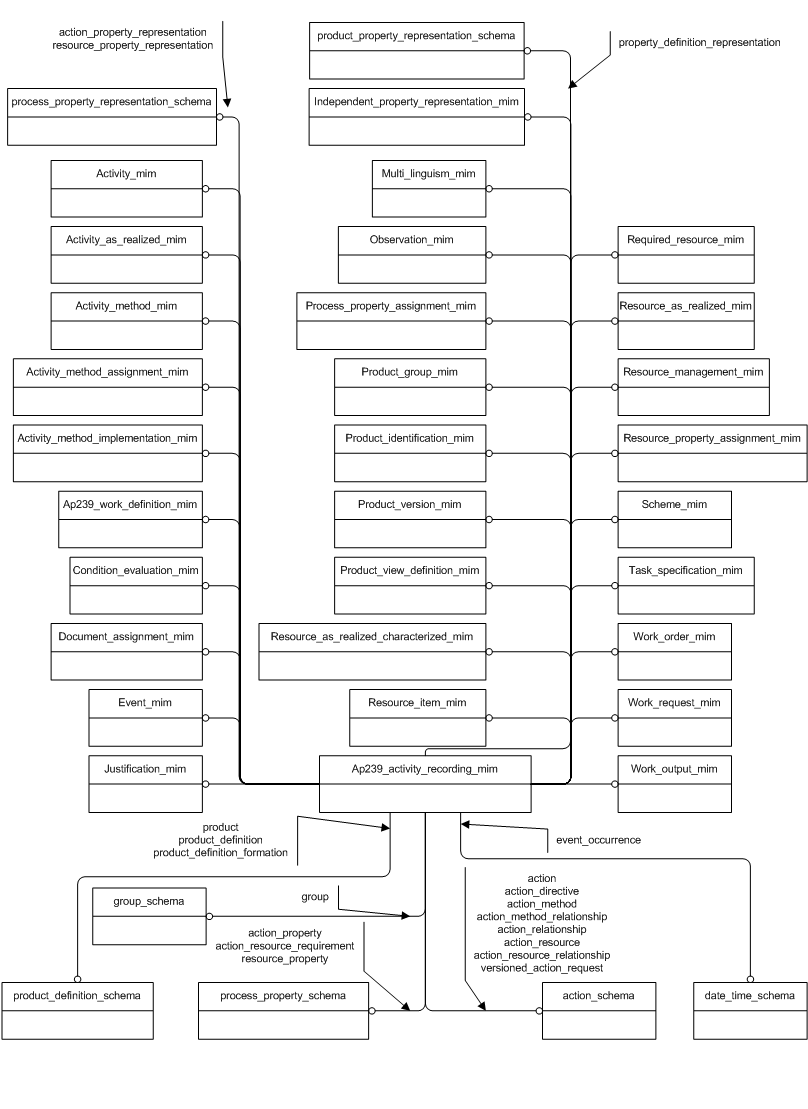 action_property_representation
resource_property_representation
product_property_representation_schema
property_definition_representation
process_property_representation_schema
Independent_property_representation_mim
Activity_mim
Multi_linguism_mim
Activity_as_realized_mim
Observation_mim
Required_resource_mim
Activity_method_mim
Process_property_assignment_mim
Resource_as_realized_mim
Activity_method_assignment_mim
Product_group_mim
Resource_management_mim
Activity_method_implementation_mim
Product_identification_mim
Resource_property_assignment_mim
Ap239_work_definition_mim
Product_version_mim
Scheme_mim
Condition_evaluation_mim
Product_view_definition_mim
Task_specification_mim
Document_assignment_mim
Resource_as_realized_characterized_mim
Work_order_mim
Event_mim
Resource_item_mim
Work_request_mim
Justification_mim
Ap239_activity_recording_mim
Work_output_mim
product
product_definition
product_definition_formation
event_occurrence
group_schema
group
action
action_directive
action_method
action_method_relationship
action_relationship
action_resource
action_resource_relationship
versioned_action_request
action_property
action_resource_requirement
resource_property
product_definition_schema
process_property_schema
action_schema
date_time_schema